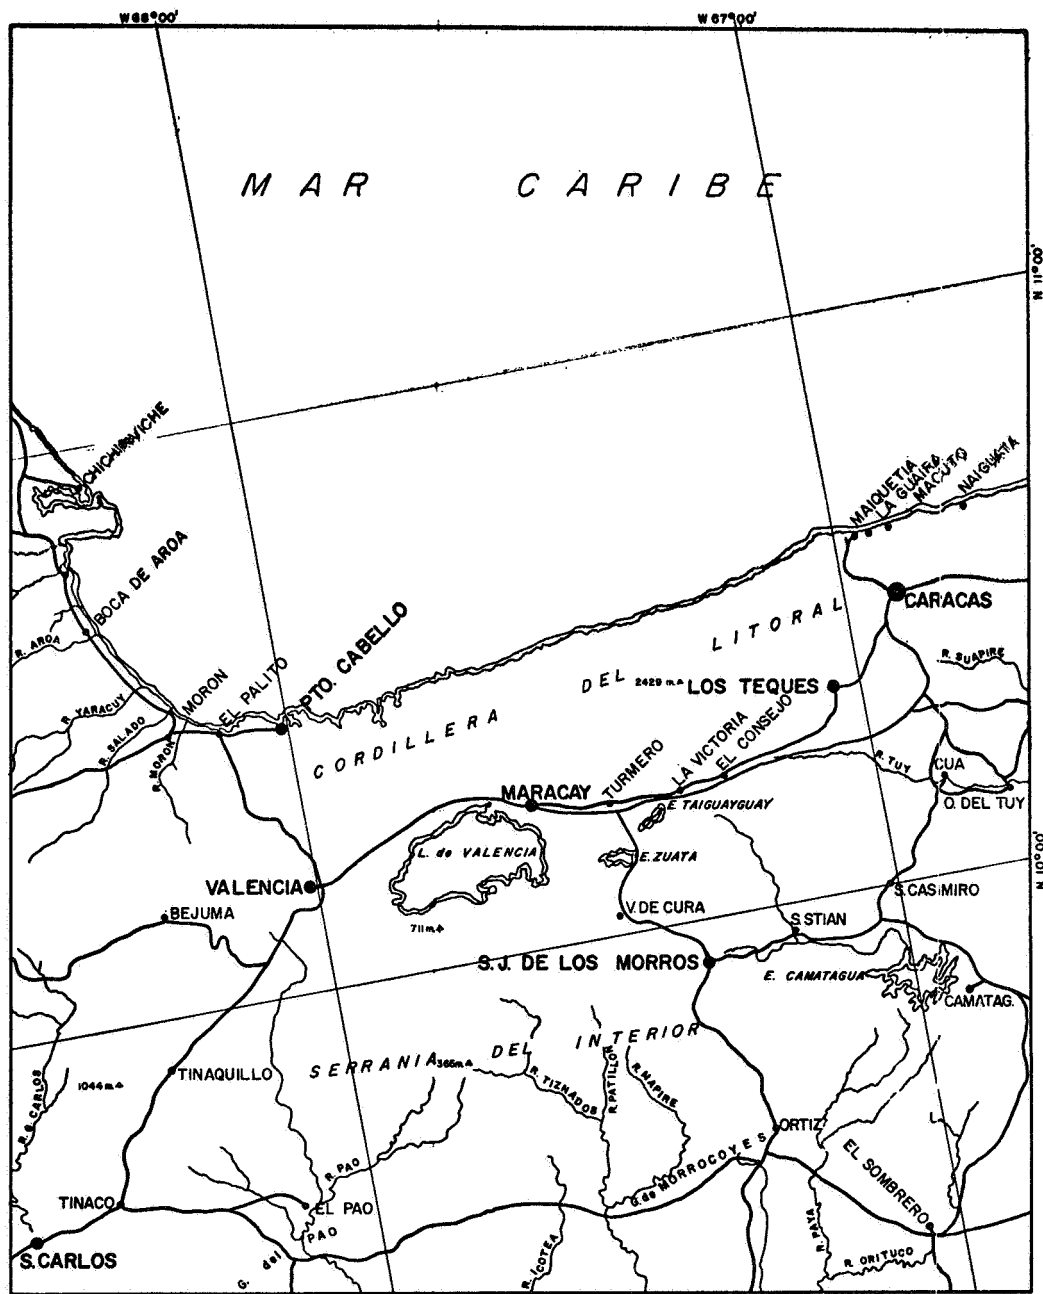 W 68°00'
W 67°00'
MAR CARIBE
N 11°00'
CHICHIRIVICHE
MAIQUETIA
LA GUAIRA
MACUTO
NAIGUATA
BOCA DE AROA
CARACAS
R. AROA
PTO. CABELLO
LITORAL
R. SUAPIRE
MORON
EL PALITO
DEL
2429 m.
LOS TEQUES
R. YARACUY
R. SALADO
R. MORON
CORDILLERA
LA VICTORIA
EL CONSEJO
TURMERO
R. TUY
CUA
MARACAY
E. TAIGUAYGUAY
O. DEL TUY
L. de VALENCIA
E. ZUATA
N 10°00'
VALENCIA
S. CASIMIRO
BEJUMA
V. DE CURA
711 m.
S. STIAN
S.J. DE LOS MORROS
E. CAMATAGUA
CAMATAG.
SERRANIA
366 m.
DEL
INTERIOR
TINAQUILLO
1044 m.
R. S. CARLOS
R. TIZNADOS
R. PATILLON
R. MAPIRE
ORTIZ
R. PAO
G. de MORROCOYES
EL SOMBRERO
TINACO
EL PAO
G. del PAO
R. PAYA
S. CARLOS
R. ICOTEA
R. ORITUCO